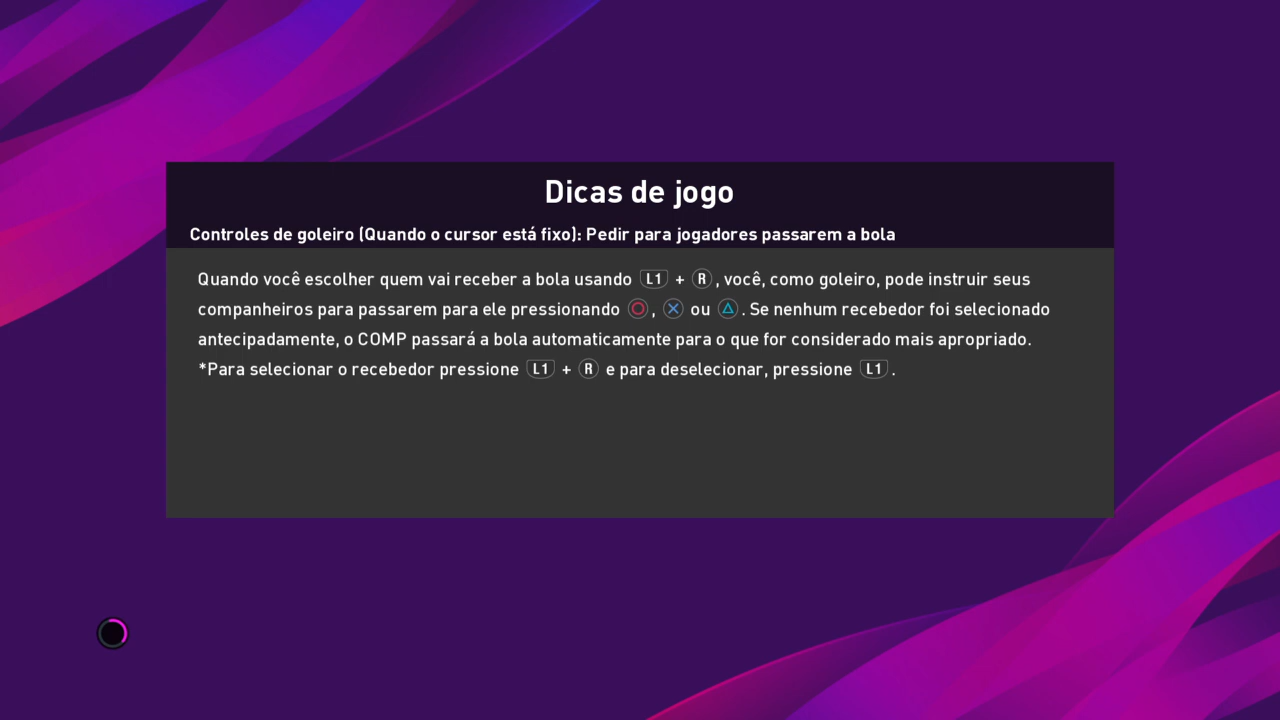 Dicas de jogo
Controles de goleiro (Quando o cursor está fixo): Pedir para jogadores passarem a bola
Quando você escolher quem vai receber a bola usando L1 + R, você, como goleiro, pode instruir seus
companheiros para passarem para ele pressionando ○, ✕ ou △. Se nenhum recebedor foi selecionado
antecipadamente, o COMP passará a bola automaticamente para o que for considerado mais apropriado.
*Para selecionar o recebedor pressione L1 + R e para deselecionar, pressione L1.